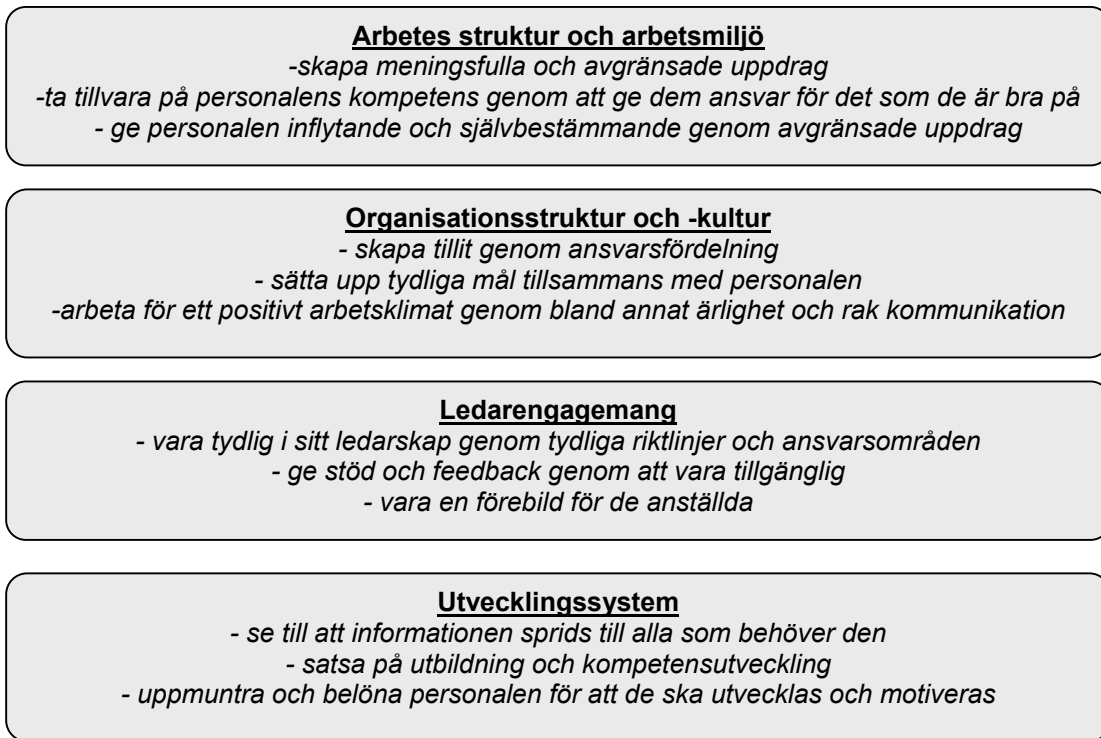 Arbetes struktur och arbetsmiljö
-skapa meningsfulla och avgränsade uppdrag
-ta tillvara på personalens kompetens genom att ge dem ansvar för det som de är bra på
- ge personalen inflytande och självbestämmande genom avgränsade uppdrag
Organisationsstruktur och -kultur
- skapa tillit genom ansvarsfördelning
- sätta upp tydliga mål tillsammans med personalen
-arbeta för ett positivt arbetsklimat genom bland annat ärlighet och rak kommunikation
Ledarengagemang
- vara tydlig i sitt ledarskap genom tydliga riktlinjer och ansvarsområden
- ge stöd och feedback genom att vara tillgänglig
- vara en förebild för de anställda
Utvecklingssystem
- se till att informationen sprids till alla som behöver den
- satsa på utbildning och kompetensutveckling
- uppmuntra och belöna personalen för att de ska utvecklas och motiveras